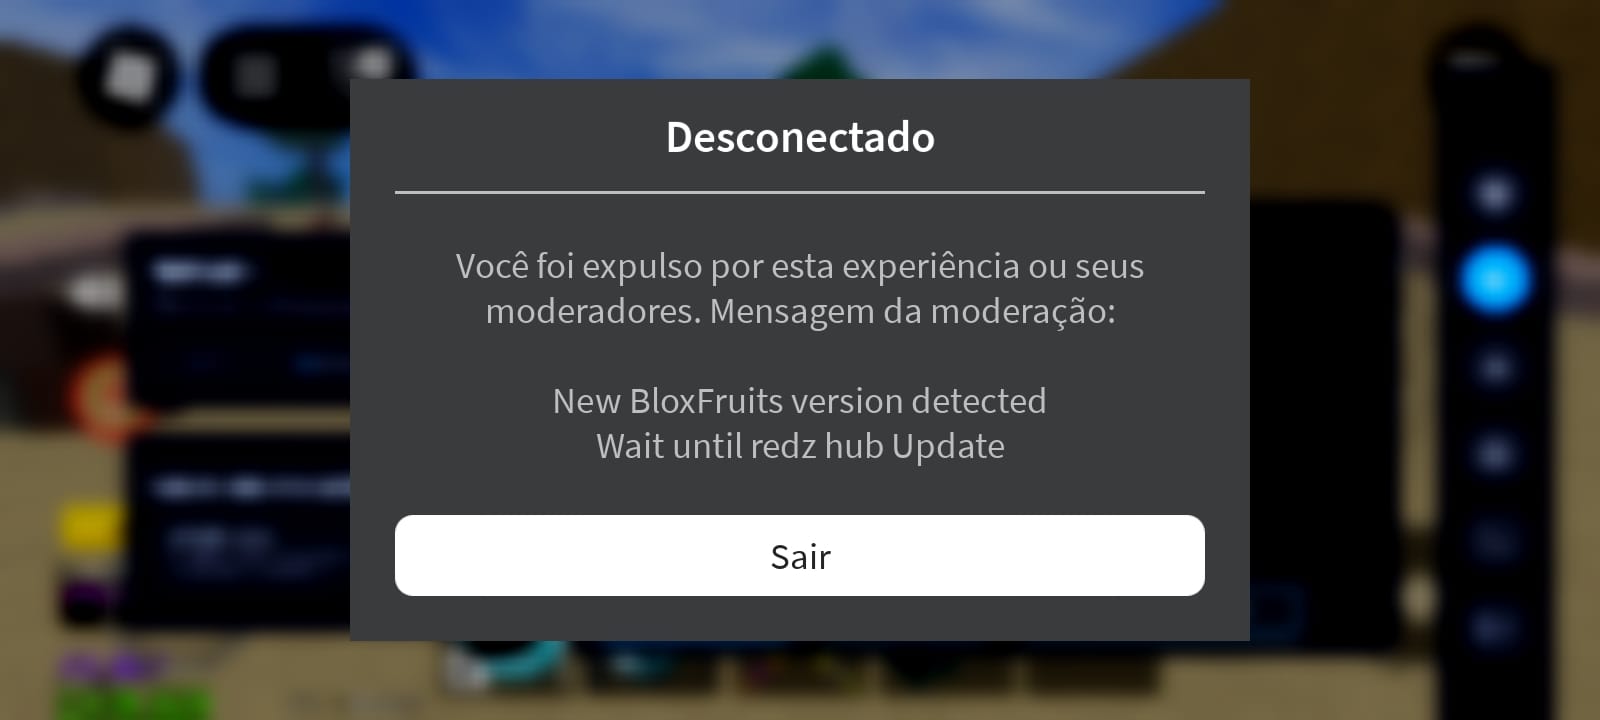 Desconectado
Você foi expulso por esta experiência ou seus
moderadores. Mensagem da moderação:
New BloxFruits version detected
Wait until redz hub Update
Sair